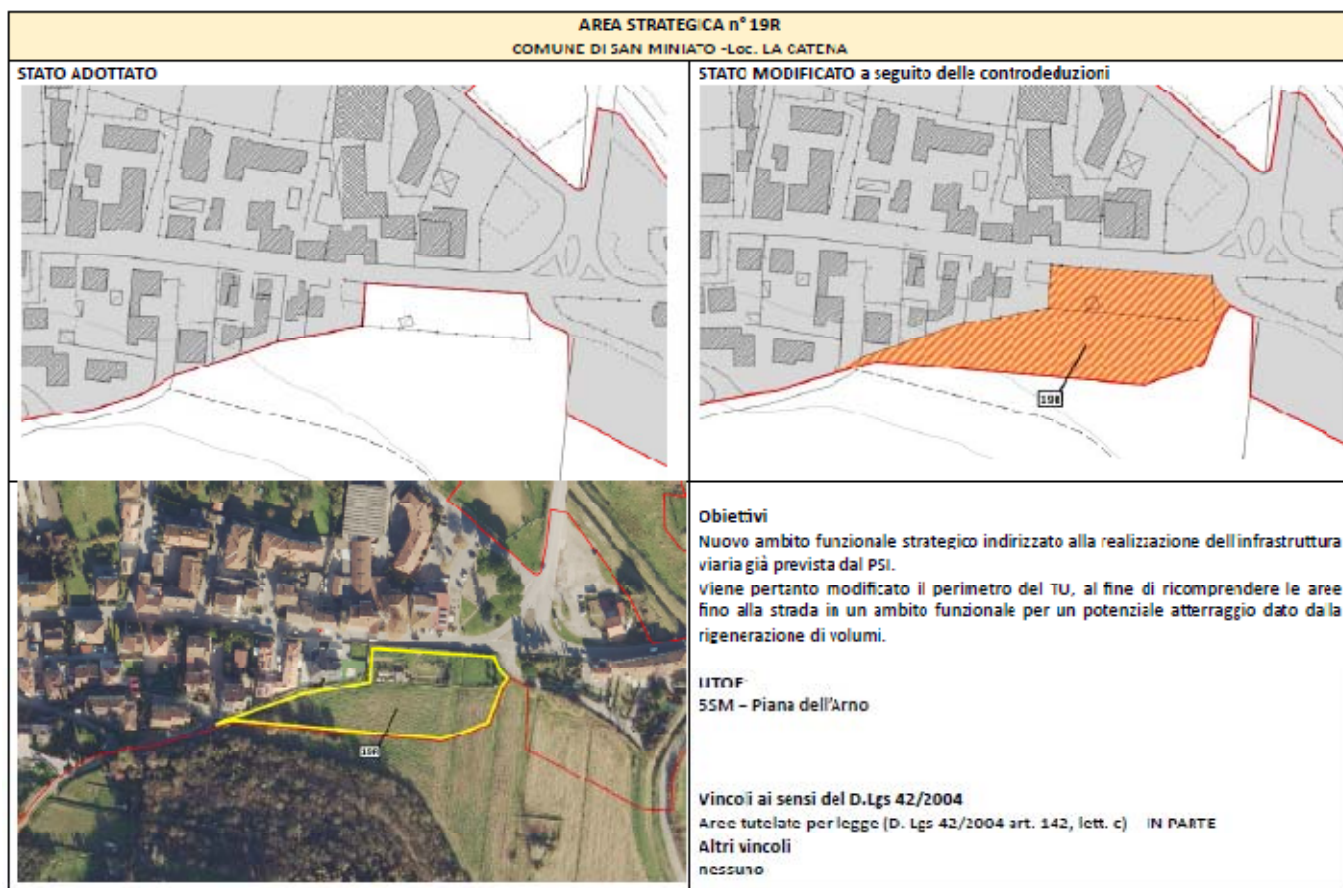 AREA STRATEGICA n° 19R
COMUNE DI SAN MINIATO -Loc. LA CATENA
STATO ADOTTATO
STATO MODIFICATO a seguito delle controdeduzioni
19R
19R
Obiettivi
Nuovo ambito funzionale strategico indirizzato alla realizzazione dell'infrastruttura
viaria già prevista dal PSI.
Viene pertanto modificato il perimetro del TU, al fine di ricomprendere le aree
fino alla strada in un ambito funzionale per un potenziale atterraggio dato dalla
rigenerazione di volumi.
UTOE
5SM – Piana dell'Arno
Vincoli ai sensi del D.Lgs 42/2004
Aree tutelate per legge (D. Lgs 42/2004 art. 142, lett. c) IN PARTE
Altri vincoli
nessuno